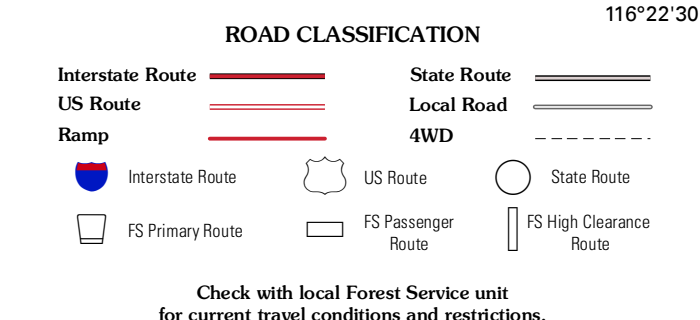 116°22'30
ROAD CLASSIFICATION
Interstate Route State Route
US Route Local Road
Ramp 4WD
Interstate Route US Route State Route
FS Primary Route FS Passenger Route FS High Clearance Route
Check with local Forest Service unit
for current travel conditions and restrictions.